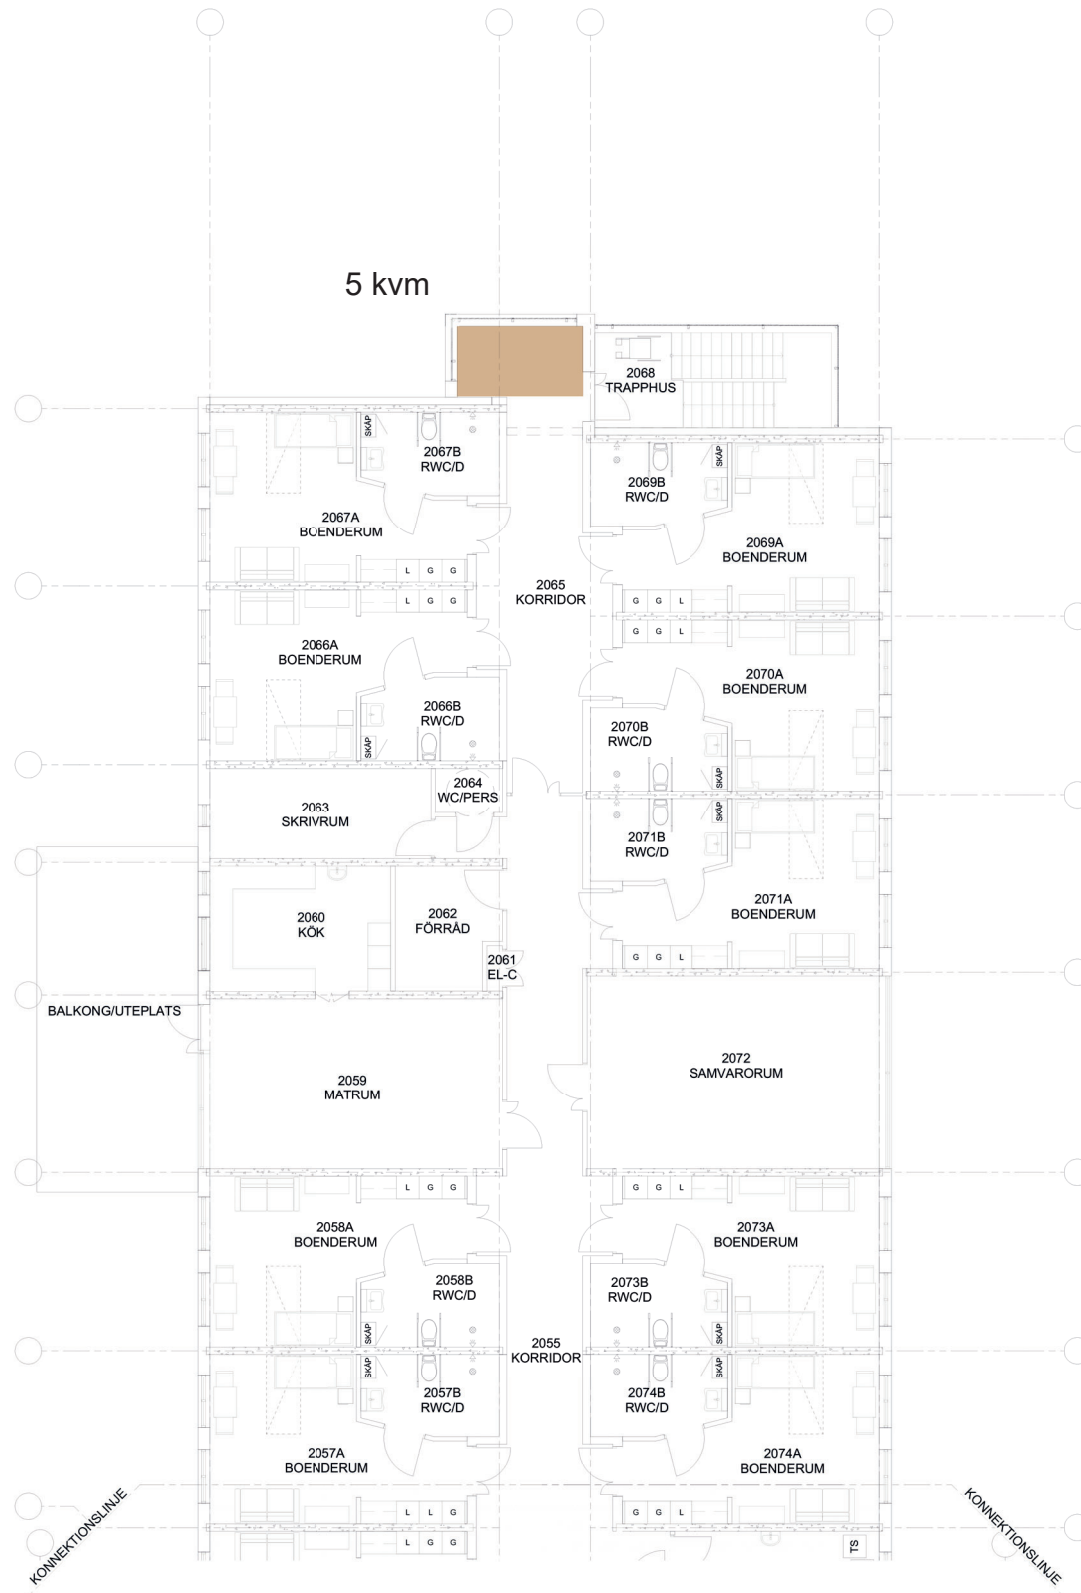 5 kvm
2068
TRAPPHUS
SKÅP
2067B
RWC/D
SKÅP
2069B
RWC/D
2067A
BOENDERUM
2069A
BOENDERUM
L G G
2065
KORRIDOR
L G G
G G L
G G L
2066A
BOENDERUM
2070A
BOENDERUM
2066B
RWC/D
2070B
RWC/D
SKÅP
SKÅP
2064
WC/PERS
2063
SKRIVRUM
SKÅP
2071B
RWC/D
2071A
BOENDERUM
2060
KÖK
2062
FÖRRÅD
2061
EL-C
G G L
BALKONG/UTEPLATS
2059
MATRUM
2072
SAMVARORUM
L G G
G G L
2058A
BOENDERUM
2073A
BOENDERUM
2058B
RWC/D
2073B
RWC/D
SKÅP
SKÅP
2055
KORRIDOR
SKÅP
SKÅP
2057B
RWC/D
2074B
RWC/D
2057A
BOENDERUM
2074A
BOENDERUM
L L G
G G L
KONNEKTIONSLINJE
KONNEKTIONSLINJE
L G G
TS